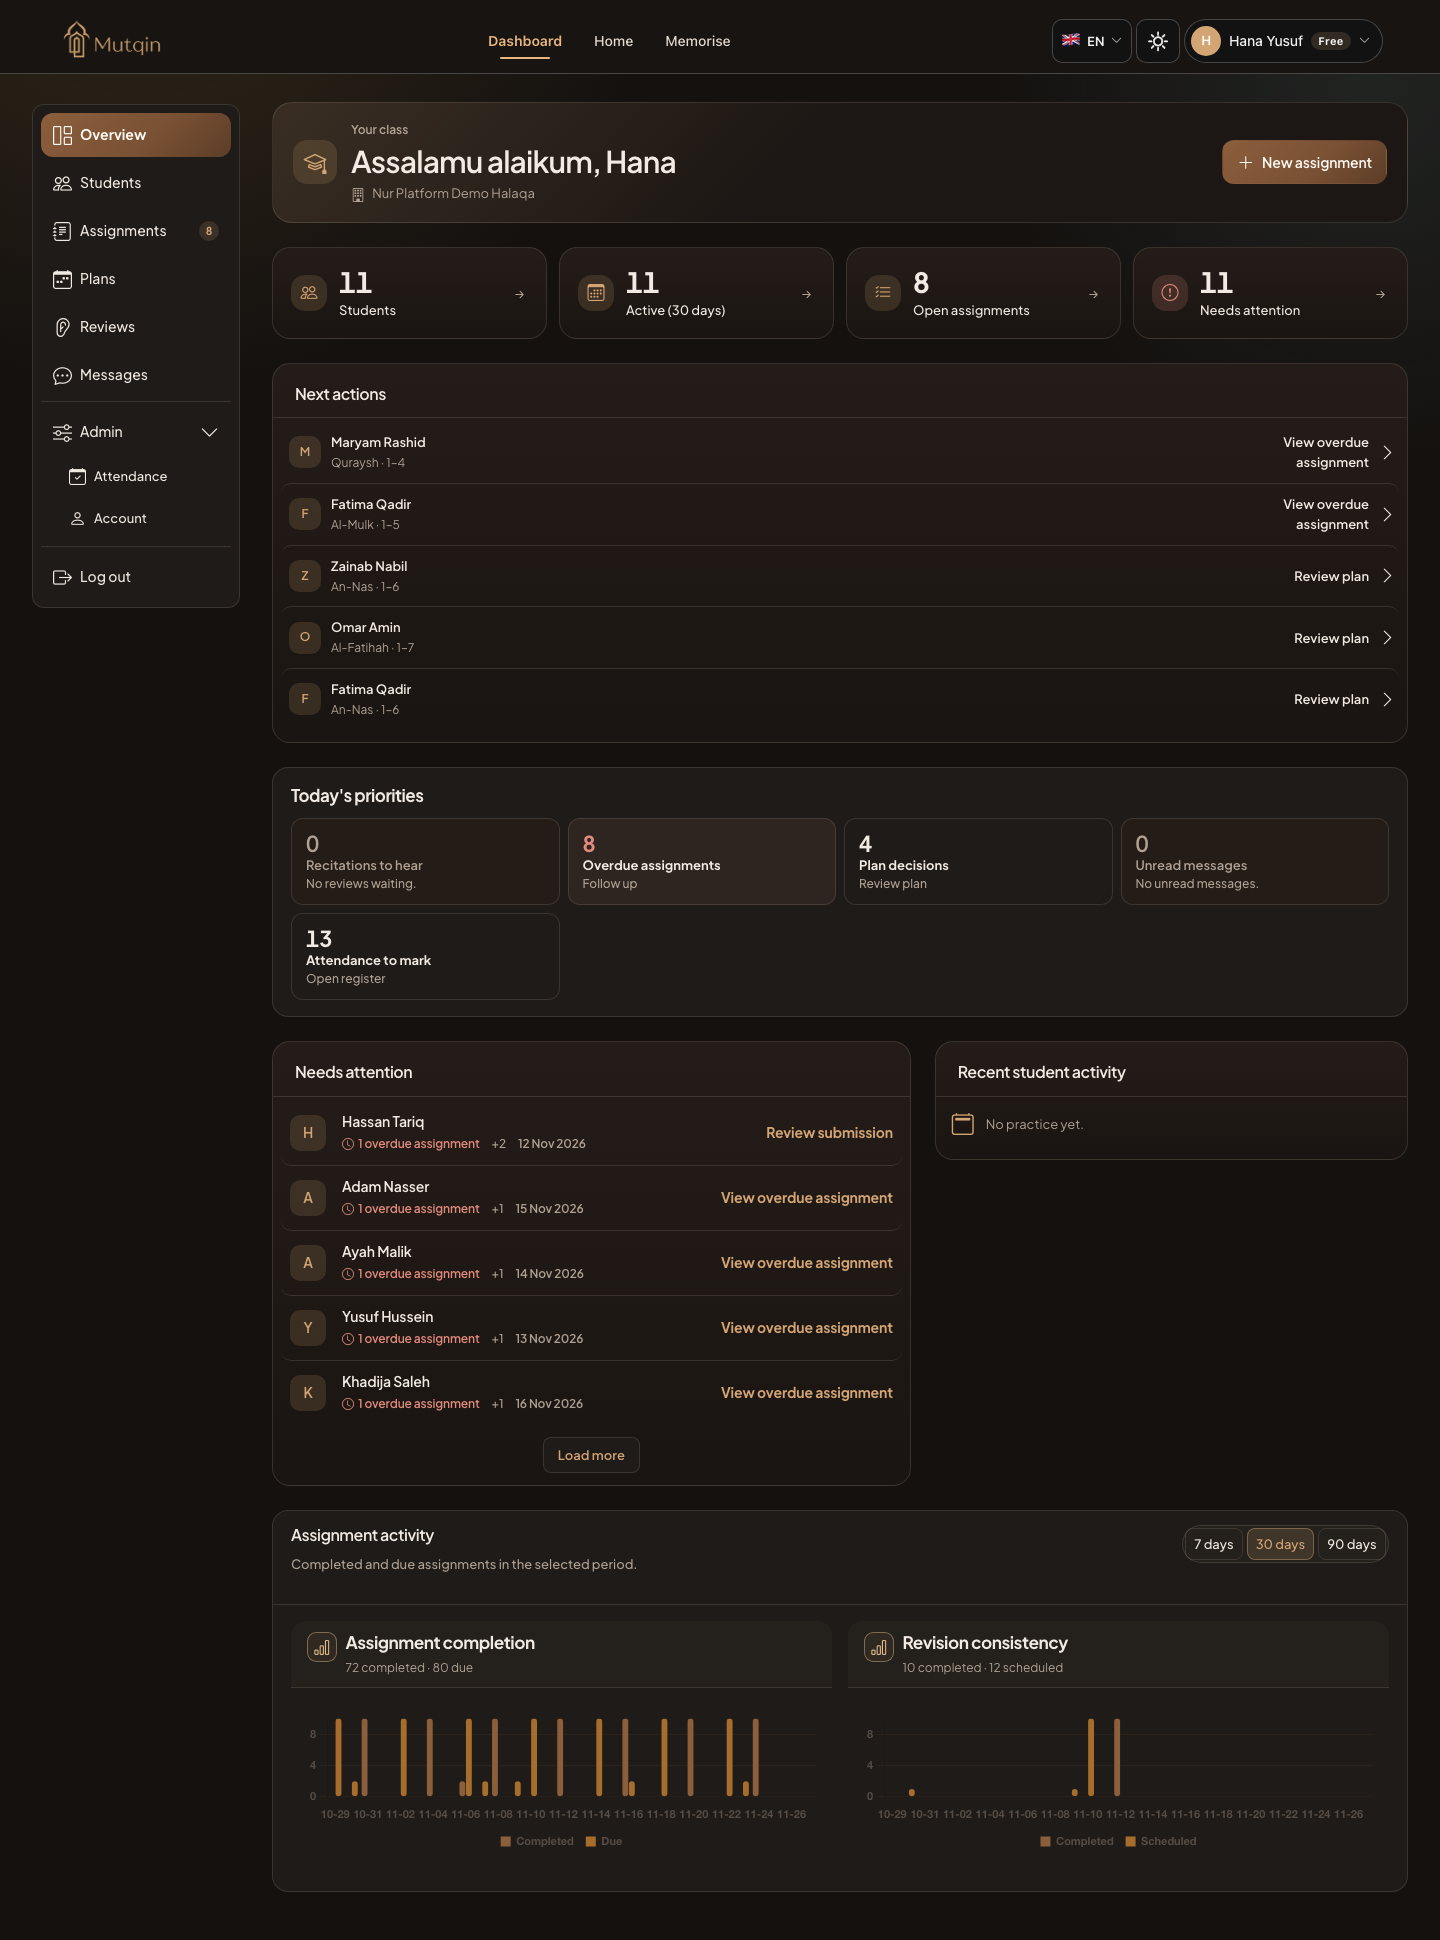 Mutqin
Dashboard
Home
Memorise
EN
H
Hana Yusuf
Free
Overview
Students
Assignments
8
Plans
Reviews
Messages
Admin
Attendance
Account
Log out
Your class
Assalamu alaikum, Hana
Nur Platform Demo Halaqa
New assignment
11
Students
→
11
Active (30 days)
→
8
Open assignments
→
11
Needs attention
→
Next actions
M
Maryam Rashid
Quraysh · 1–4
View overdue
assignment
F
Fatima Qadir
Al-Mulk · 1–5
View overdue
assignment
Z
Zainab Nabil
An-Nas · 1–6
Review plan
O
Omar Amin
Al-Fatihah · 1–7
Review plan
F
Fatima Qadir
An-Nas · 1–6
Review plan
Today's priorities
0
Recitations to hear
No reviews waiting.
8
Overdue assignments
Follow up
4
Plan decisions
Review plan
0
Unread messages
No unread messages.
13
Attendance to mark
Open register
Needs attention
H
Hassan Tariq
1 overdue assignment +2 12 Nov 2026
Review submission
A
Adam Nasser
1 overdue assignment +1 15 Nov 2026
View overdue assignment
A
Ayah Malik
1 overdue assignment +1 14 Nov 2026
View overdue assignment
Y
Yusuf Hussein
1 overdue assignment +1 13 Nov 2026
View overdue assignment
K
Khadija Saleh
1 overdue assignment +1 16 Nov 2026
View overdue assignment
Load more
Recent student activity
No practice yet.
Assignment activity
Completed and due assignments in the selected period.
7 days
30 days
90 days
Assignment completion
72 completed · 80 due
8
4
0
10-29 10-31 11-02 11-04 11-06 11-08 11-10 11-12 11-14 11-16 11-18 11-20 11-22 11-24 11-26
Completed Due
Revision consistency
10 completed · 12 scheduled
8
4
0
10-29 10-31 11-02 11-04 11-06 11-08 11-10 11-12 11-14 11-16 11-18 11-20 11-22 11-24 11-26
Completed Scheduled